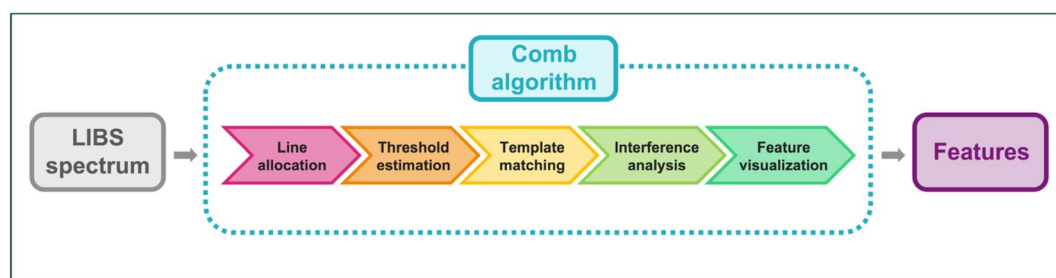 Comb
algorithm
LIBS
spectrum
Line
allocation
Threshold
estimation
Template
matching
Interference
analysis
Feature
visualization
Features